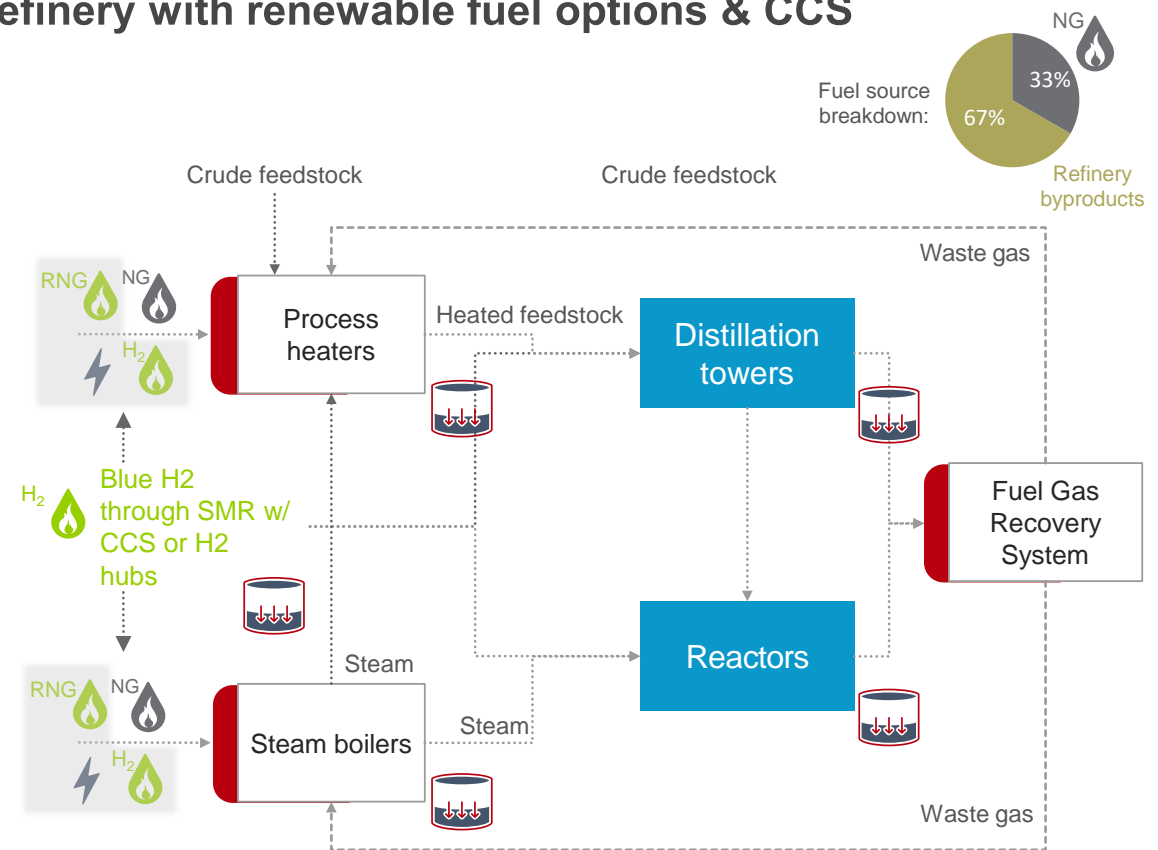 efinery with renewable fuel options & CCS
NG
33%
67%
Fuel source
breakdown:
Refinery
byproducts
Crude feedstock
Crude feedstock
Waste gas
RNG
NG
H₂
Process
heaters
Heated feedstock
Distillation
towers
H₂
Blue H2
through SMR w/
CCS or H2
hubs
Fuel Gas
Recovery
System
Steam
Reactors
RNG
NG
H₂
Steam boilers
Steam
Waste gas